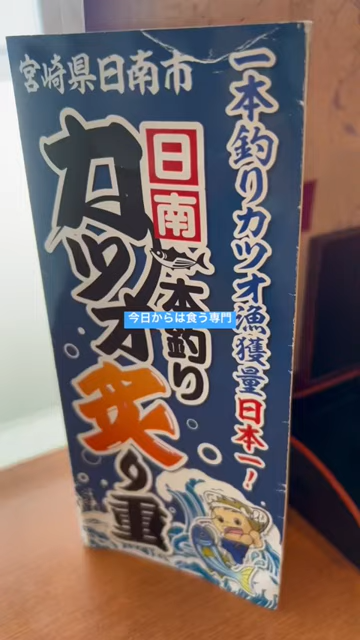 一本釣りカツオ漁獲量日本一!
宮崎県日南市
日南
一本釣り
カツオ炙り重
今日からは食う専門